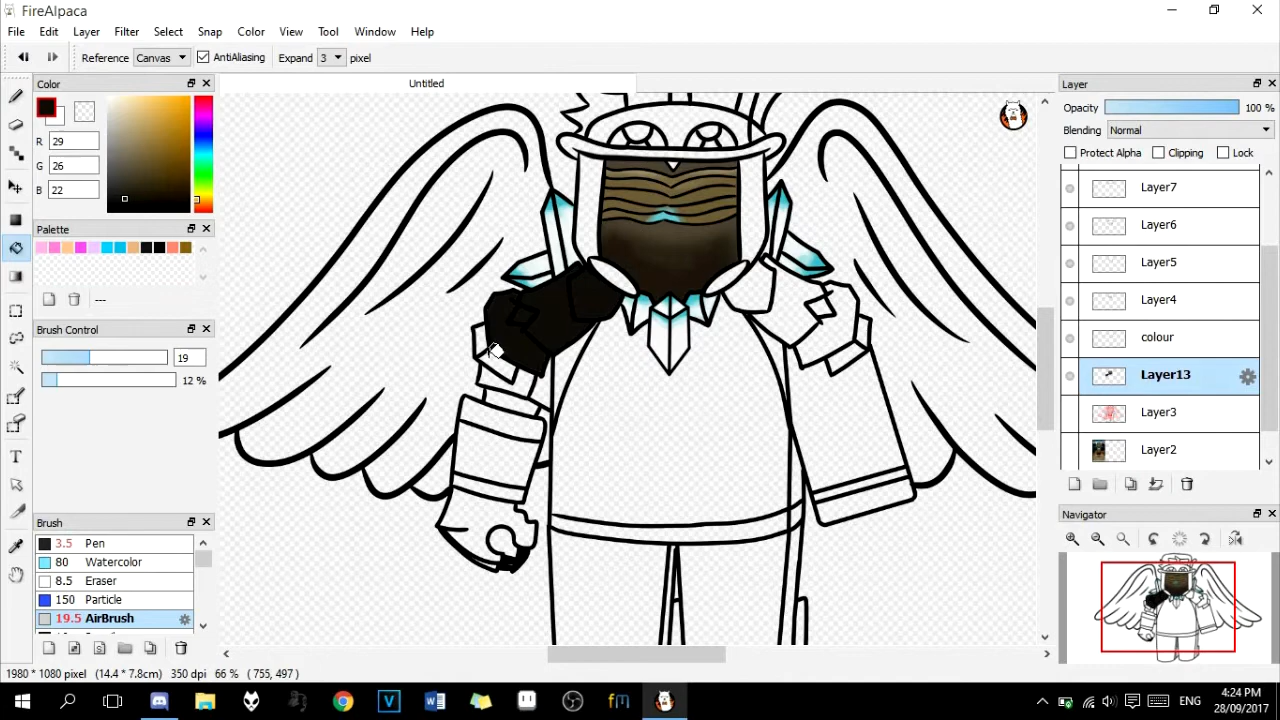 FireAlpaca
File Edit Layer Filter Select Snap Color View Tool Window Help
Reference Canvas AntiAliasing Expand 3 pixel
Color
Untitled
Layer
R 29
G 26
B 22
Opacity 100 %
Blending Normal
Protect Alpha Clipping Lock
Layer7
Layer6
Layer5
Layer4
colour
Layer13
Layer3
Layer2
Palette
---
Brush Control
19
12 %
Brush
3.5 Pen
80 Watercolor
8.5 Eraser
150 Particle
19.5 AirBrush
Navigator
1980 * 1080 pixel (14.4 * 7.8cm) 350 dpi 66 % ( 755, 497 )
ENG
4:24 PM
28/09/2017